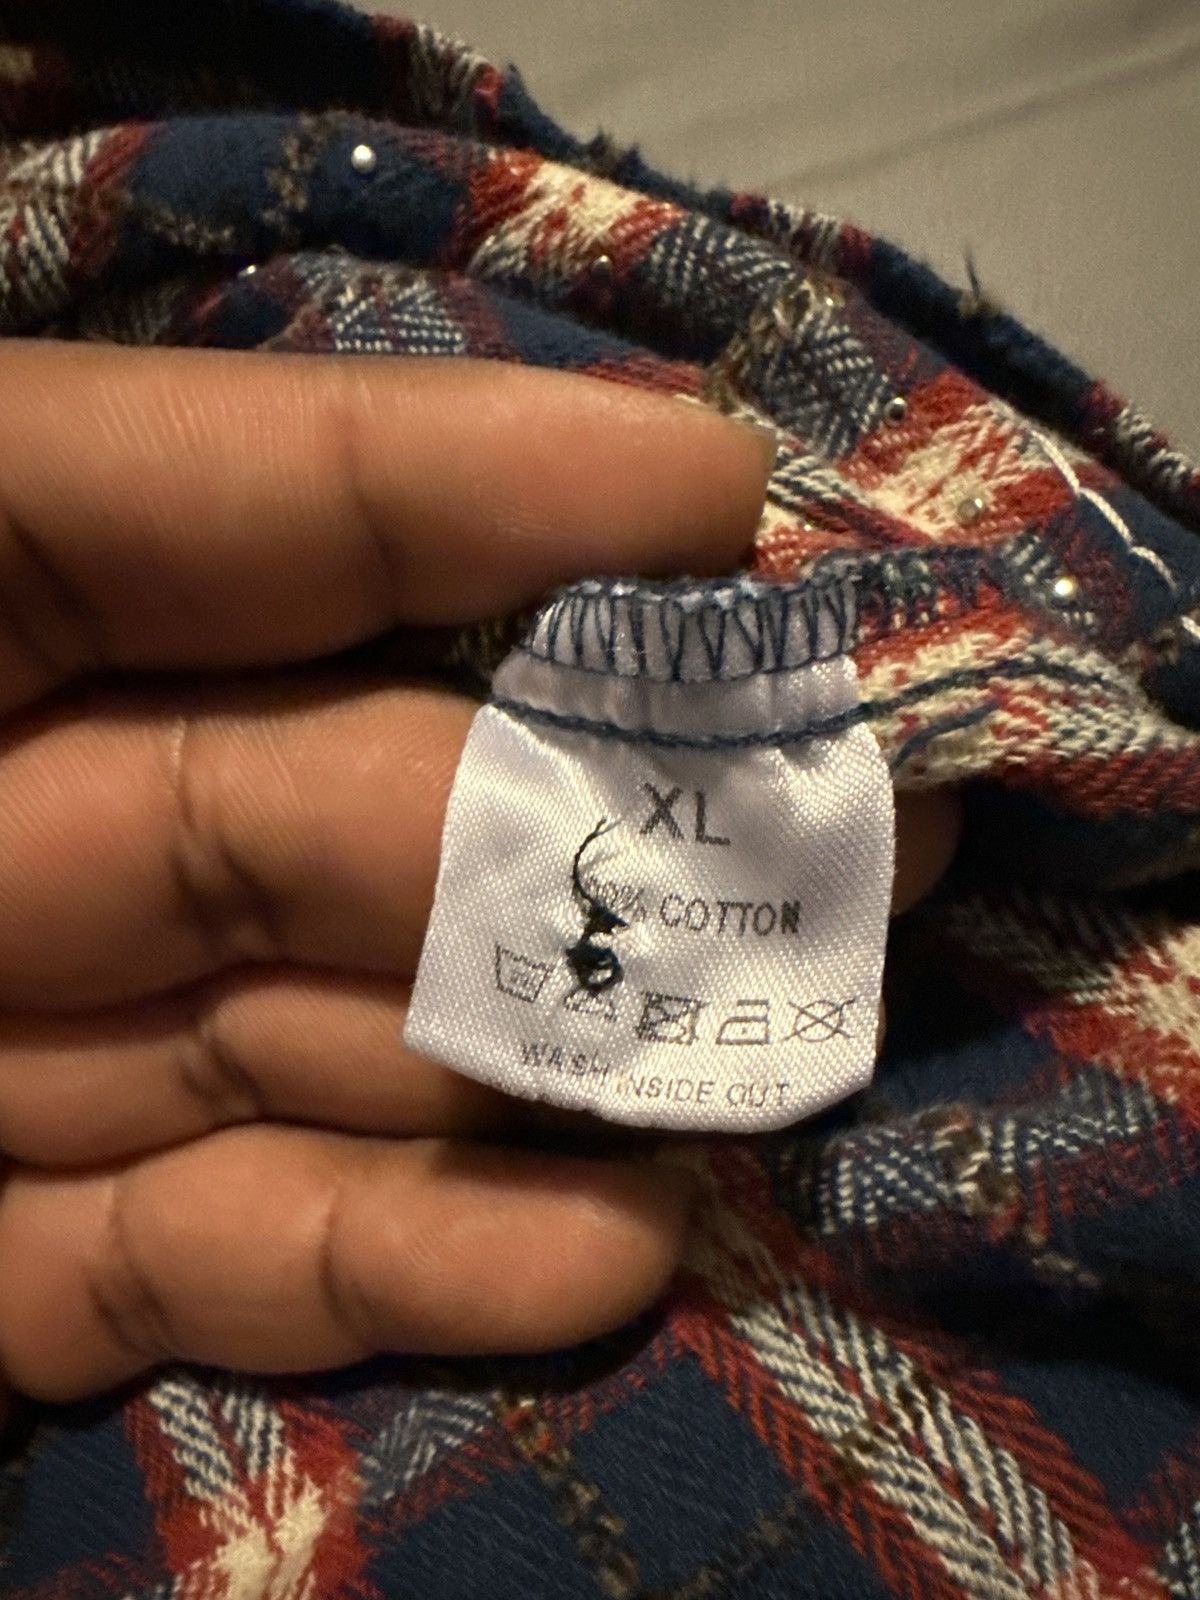 XL
% COTTON
WASH INSIDE OUT